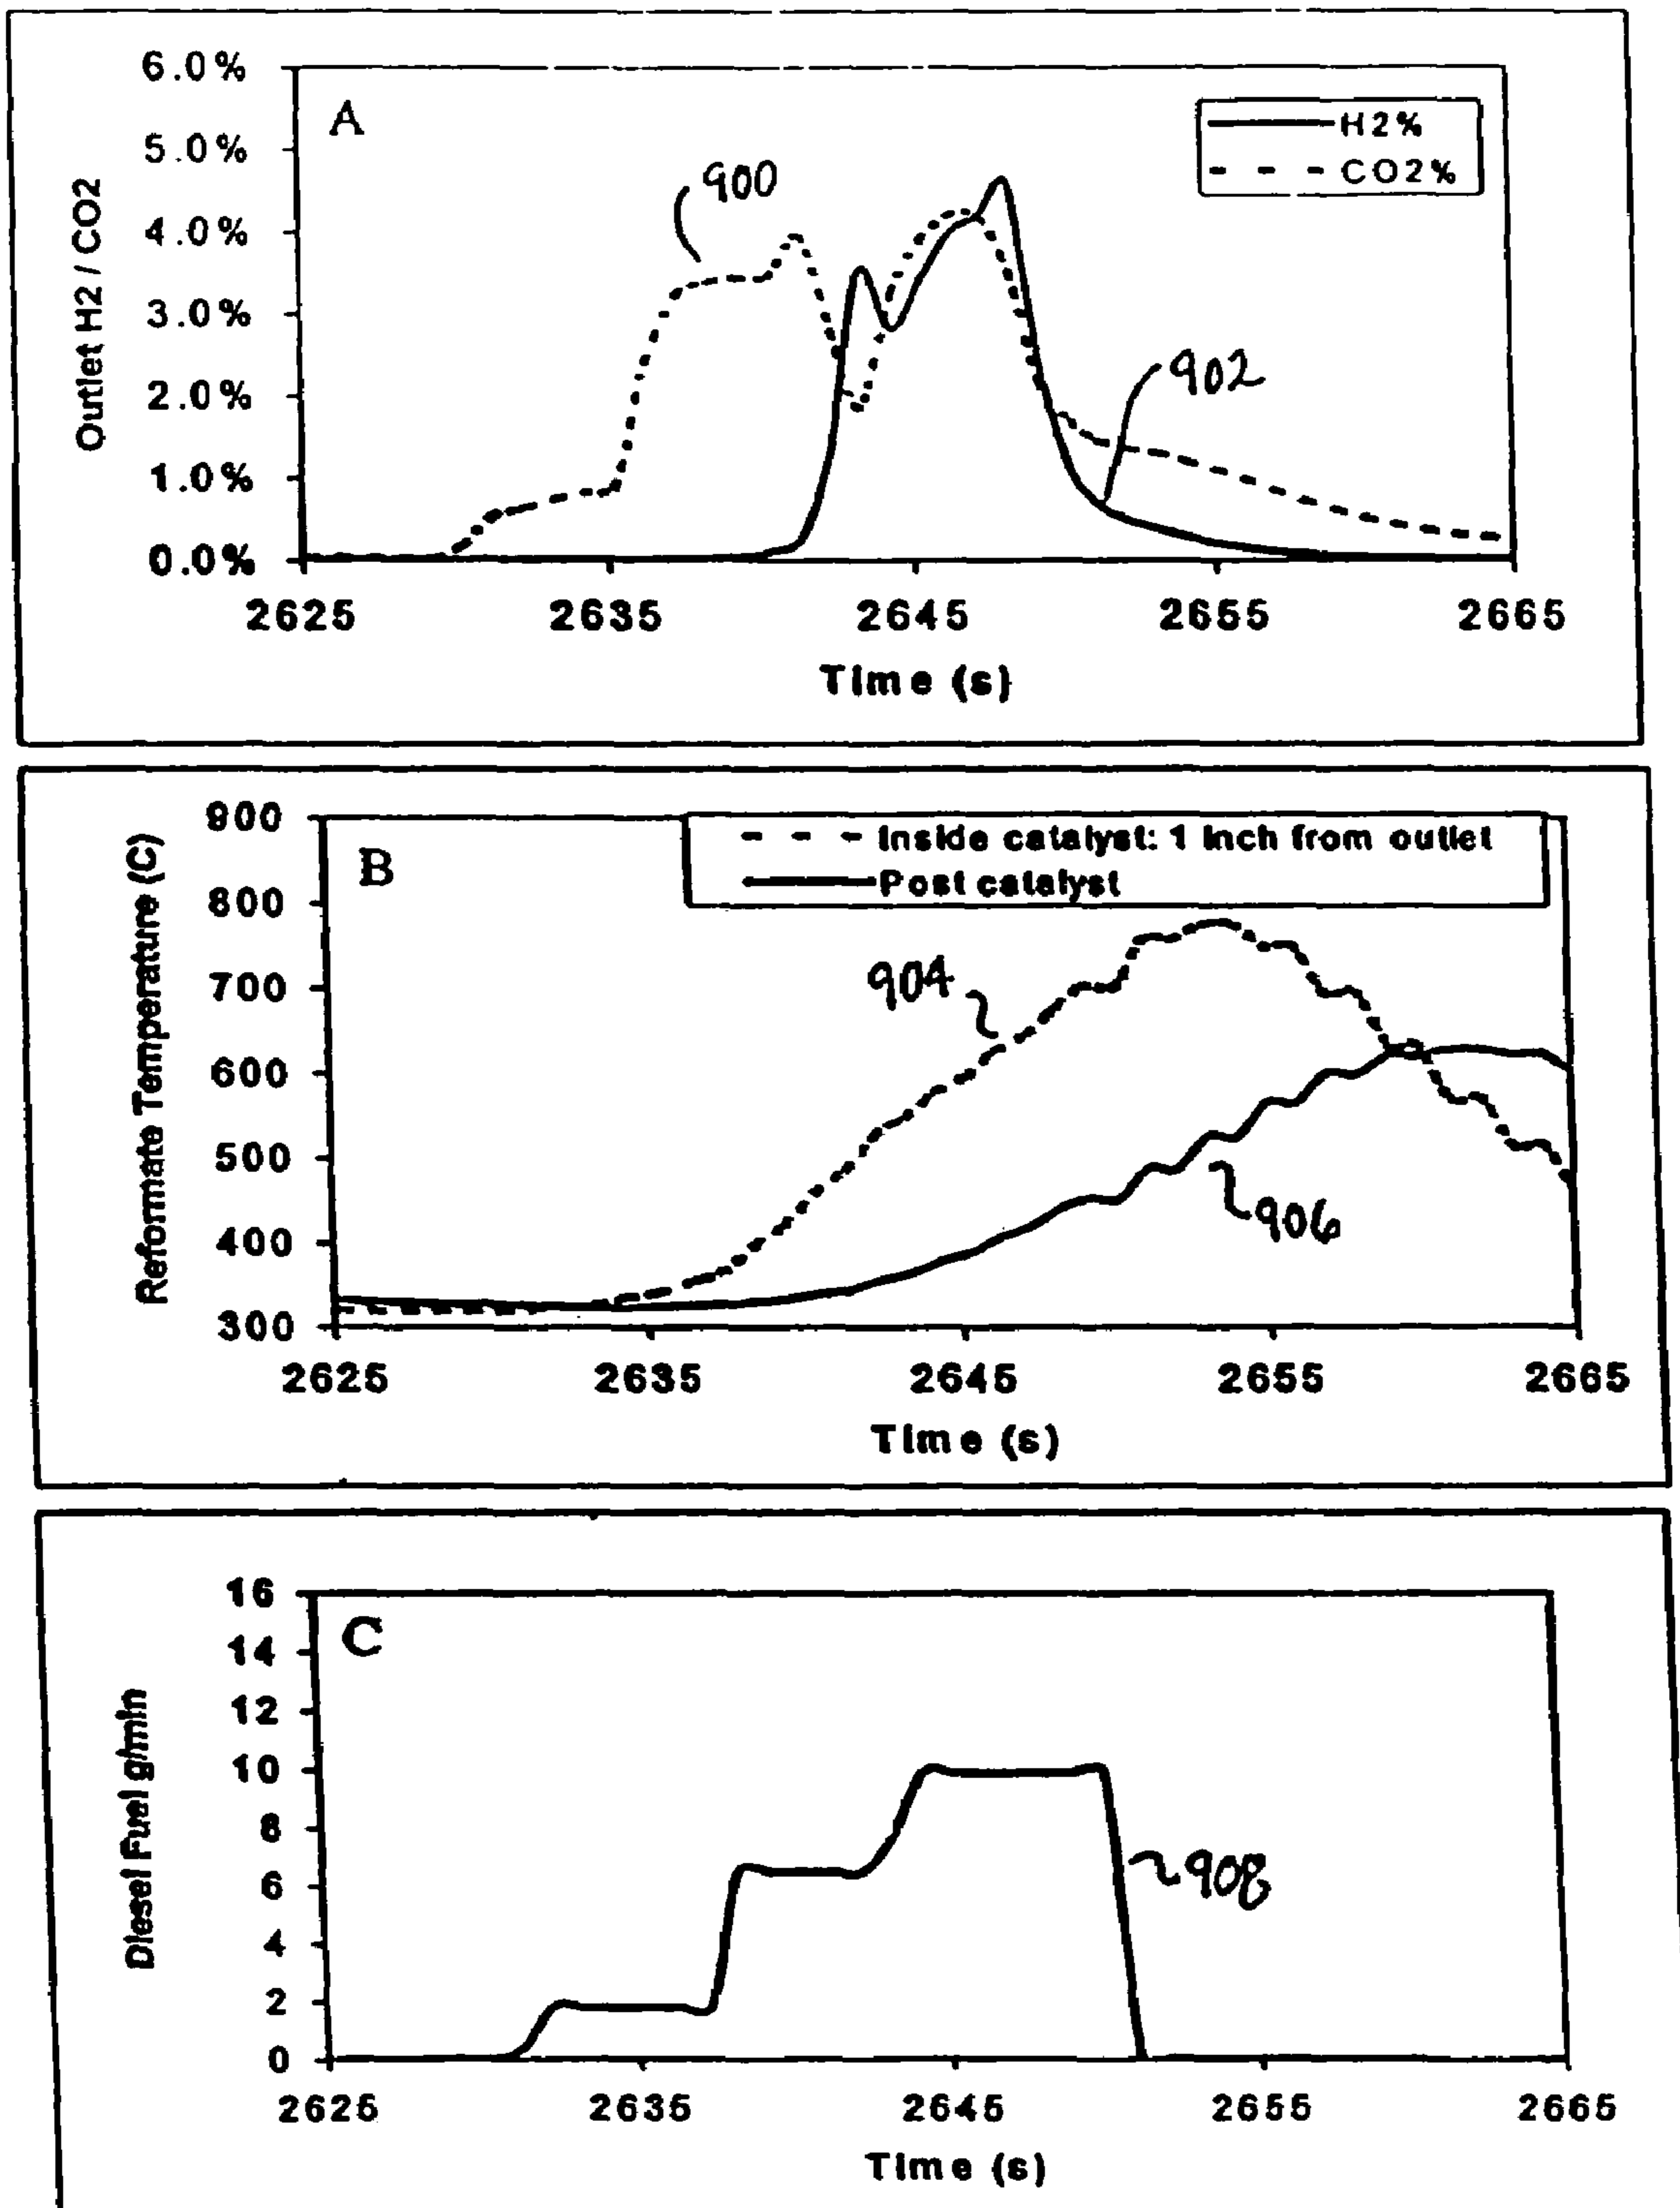 6.0%
A
H2%
5.0%
CO2%
900
4.0%
Outlet H2 / CO2
3.0%
902
2.0%
1.0%
0.0%
2625 2635 2645 2655 2665
Time (s)
900
Inside catalyst: 1 inch from outlet
B
Post catalyst
800
904
700
Reformate Temperature (C)
600
500
906
400
300
2625 2635 2645 2655 2665
Time (s)
16
C
14
12
10
Diesel Fuel g/min
8
908
6
4
2
0
2625 2635 2645 2655 2665
Time (s)